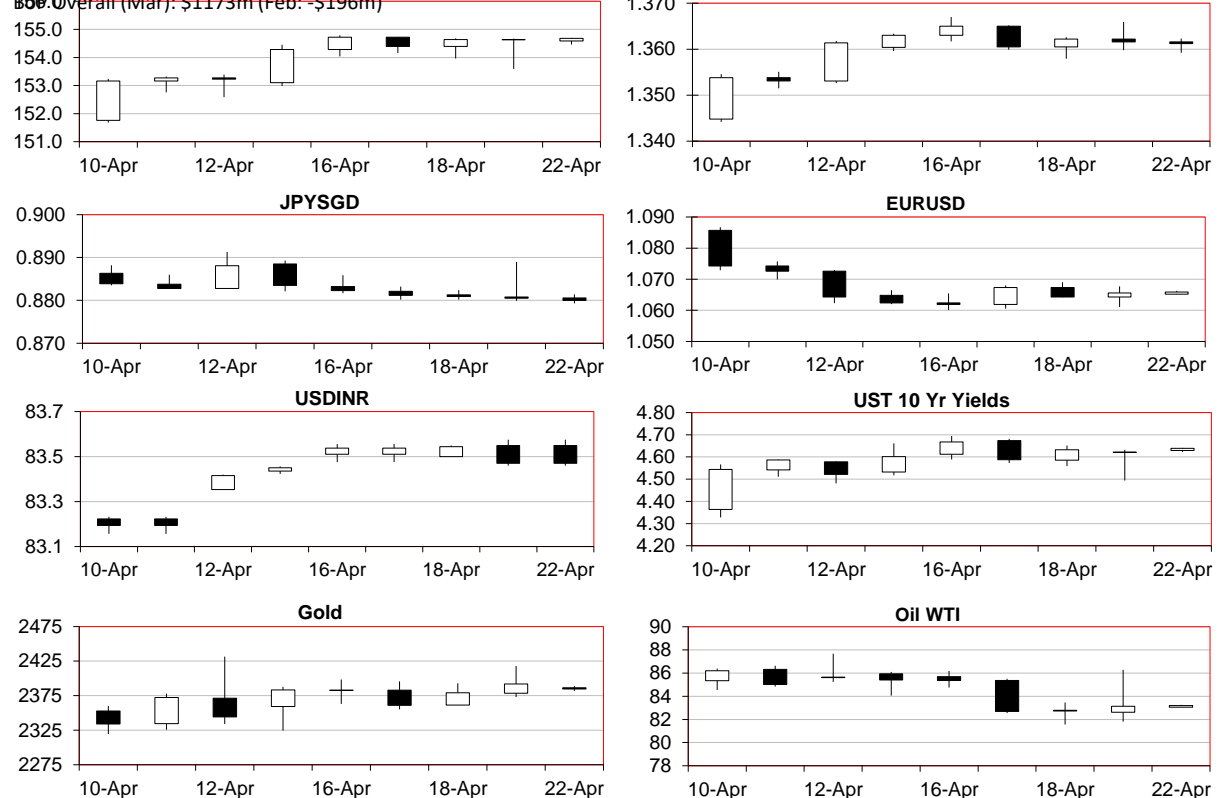 BoP Overall (Mar): $1173m (Feb: -$196m)
156.0
155.0
154.0
153.0
152.0
151.0
10-Apr 12-Apr 16-Apr 18-Apr 22-Apr
1.370
1.360
1.350
1.340
10-Apr 12-Apr 16-Apr 18-Apr 22-Apr
JPYSGD
0.900
0.890
0.880
0.870
10-Apr 12-Apr 16-Apr 18-Apr 22-Apr
EURUSD
1.090
1.080
1.070
1.060
1.050
10-Apr 12-Apr 16-Apr 18-Apr 22-Apr
USDINR
83.7
83.5
83.3
83.1
10-Apr 12-Apr 16-Apr 18-Apr 22-Apr
UST 10 Yr Yields
4.80
4.70
4.60
4.50
4.40
4.30
4.20
10-Apr 12-Apr 16-Apr 18-Apr 22-Apr
Gold
2475
2425
2375
2325
2275
10-Apr 12-Apr 16-Apr 18-Apr 22-Apr
Oil WTI
90
88
86
84
82
80
78
10-Apr 12-Apr 16-Apr 18-Apr 22-Apr